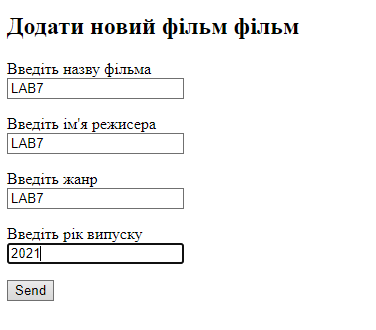 Додати новий фільм фільм
Введіть назву фільма
LAB7
Введіть ім'я режисера
LAB7
Введіть жанр
LAB7
Введіть рік випуску
2021
Send